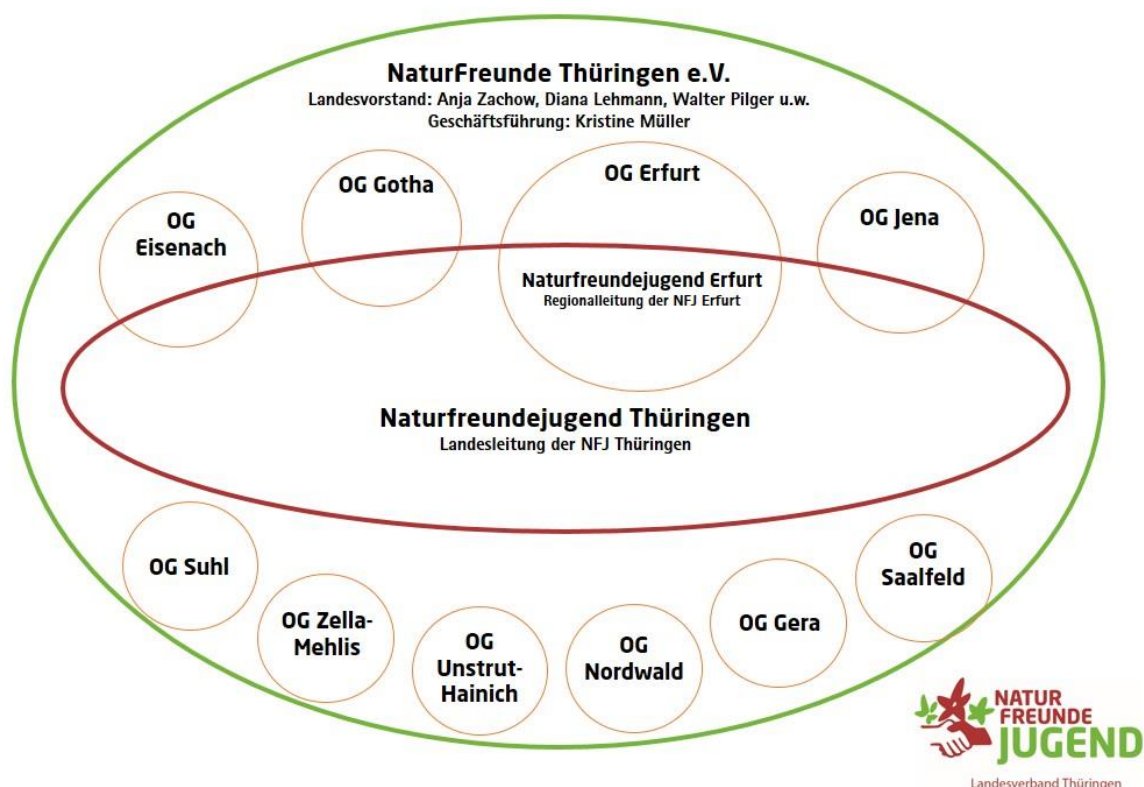 NaturFreunde Thüringen e.V.
Landesvorstand: Anja Zachow, Diana Lehmann, Walter Pilger u.w.
Geschäftsführung: Kristine Müller
OG
Eisenach
OG Gotha
OG Erfurt
OG Jena
Naturfreundejugend Erfurt
Regionalleitung der NFJ Erfurt
Naturfreundejugend Thüringen
Landesleitung der NFJ Thüringen
OG Suhl
OG Zella-
Mehlis
OG
Unstrut-
Hainich
OG
Nordwald
OG Gera
OG
Saalfeld
NATUR
FREUNDE
JUGEND
Landesverband Thüringen